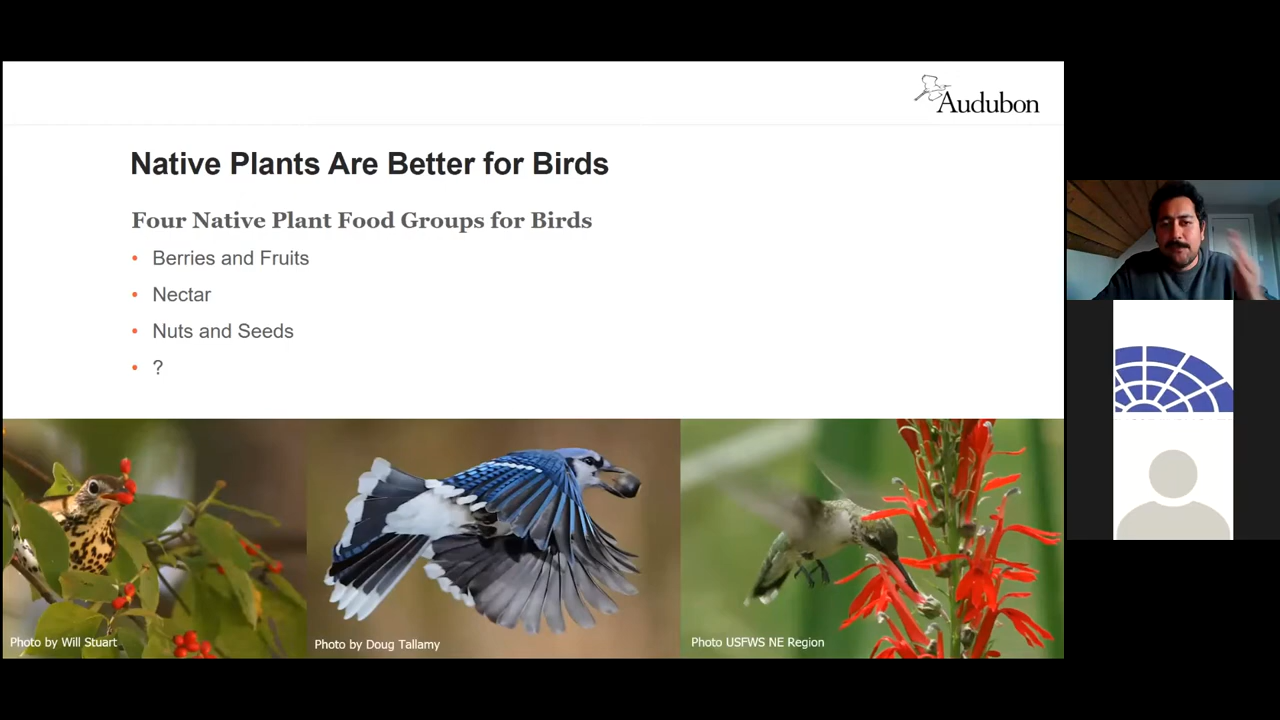 Audubon
Native Plants Are Better for Birds
Four Native Plant Food Groups for Birds
• Berries and Fruits
• Nectar
• Nuts and Seeds
• ?
Photo by Will Stuart
Photo by Doug Tallamy
Photo USFWS NE Region